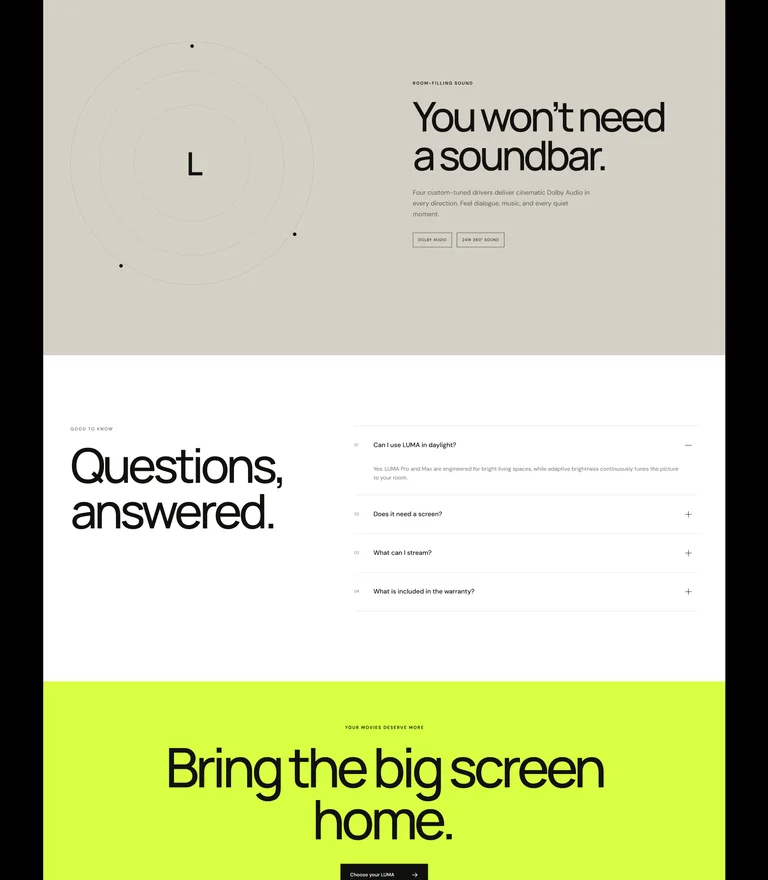 L
ROOM-FILLING SOUND
You won’t need
a soundbar.
Four custom-tuned drivers deliver cinematic Dolby Audio in
every direction. Feel dialogue, music, and every quiet
moment.
DOLBY AUDIO
24W 360° SOUND
GOOD TO KNOW
Questions,
answered.
01 Can I use LUMA in daylight?
Yes. LUMA Pro and Max are engineered for bright living spaces, while adaptive brightness continuously tunes the picture
to your room.
02 Does it need a screen?
03 What can I stream?
04 What is included in the warranty?
YOUR MOVIES DESERVE MORE
Bring the big screen
home.
Choose your LUMA →